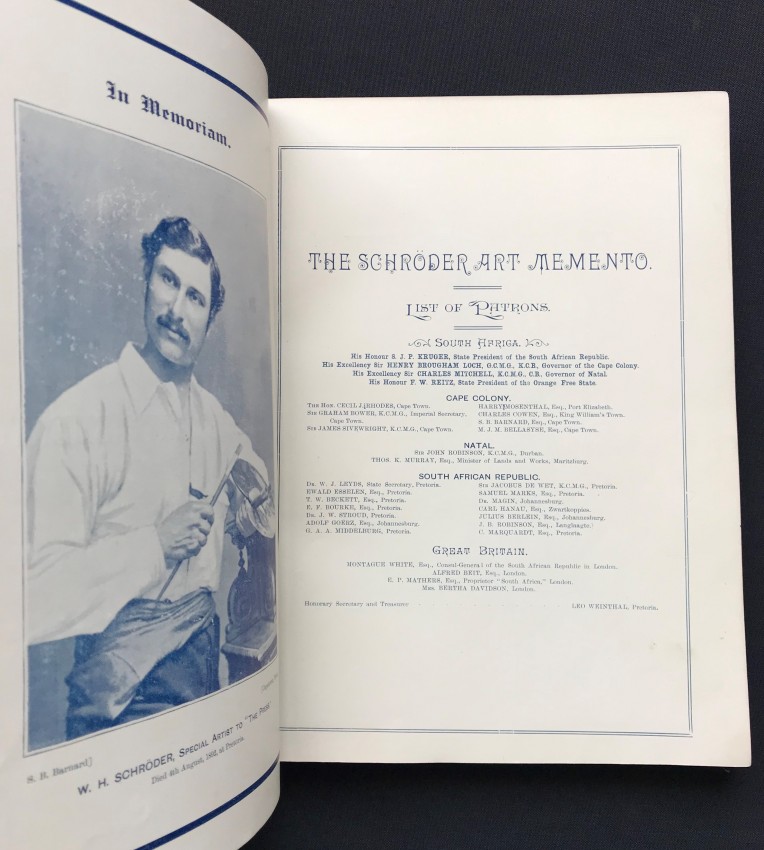 In Memoriam.
S. B. Barnard)
W. H. SCHRÖDER, SPECIAL ARTIST TO "THE PRESS
Died 4th August, 1892, at Pretoria.
THE SCHRÖDER ART MEMENTO.
LIST OF PATRONS.
SOUTH AFRICA.
His Honour S. J. P. KRUGER, State President of the South African Republic.
His Excellency Sir HENRY BROUGHAM LOCH, G.C.M.G., K.C.B., Governor of the Cape Colony.
His Excellency Sir CHARLES MITCHELL, K.C.M.G., C.B., Governor of Natal.
His Honour F. W. REITZ, State President of the Orange Free State.
CAPE COLONY.
THE HON. CECIL J. RHODES, Cape Town.
SIR GRAHAM BOWER, K.C.M.G., Imperial Secretary.
Cape Town.
SIR JAMES SIVEWRIGHT, K.C.M.G., Cape Town.
HARRY MOSENTHAL, Esq., Port Elizabeth.
CHARLES COWEN, Esq., King William's Town.
S. B. BARNARD, Esq., Cape Town.
M. J. M. BELLASYSE, Esq., Cape Town.
NATAL.
SIR JOHN ROBINSON, K.C.M.G., Durban.
THOS. K. MURRAY, Esq., Minister of Lands and Works, Maritzburg.
SOUTH AFRICAN REPUBLIC.
DR. W. J. LEYDS, State Secretary, Pretoria.
EWALD ESSELEN, Esq., Pretoria.
T. W. BECKETT, Esq., Pretoria.
E. F. BOURKE, Esq., Pretoria.
DR. J. W. STROUD, Pretoria.
ADOLF GOERZ, Esq., Johannesburg.
G. A. A. MIDDELBURG, Pretoria.
SIR JACOBUS DE WET, K.C.M.G., Pretoria.
SAMUEL MARKS, Esq., Pretoria.
DR. MAGIN, Johannesburg.
CARL HANAU, Esq., Zwartkoppies.
JULIUS BERLEIN, Esq., Johannesburg.
J. B. ROBINSON, Esq., Langlaagte.
C. MARQUARDT, Esq., Pretoria.
GREAT BRITAIN.
MONTAGUE WHITE, Esq., Consul-General of the South African Republic in London.
ALFRED BEIT, Esq., London.
E. P. MATHERS, Esq., Proprietor "South Africa," London.
MRS. BERTHA DAVIDSON, London.
Honorary Secretary and Treasurer LEO WEINTHAL, Pretoria.